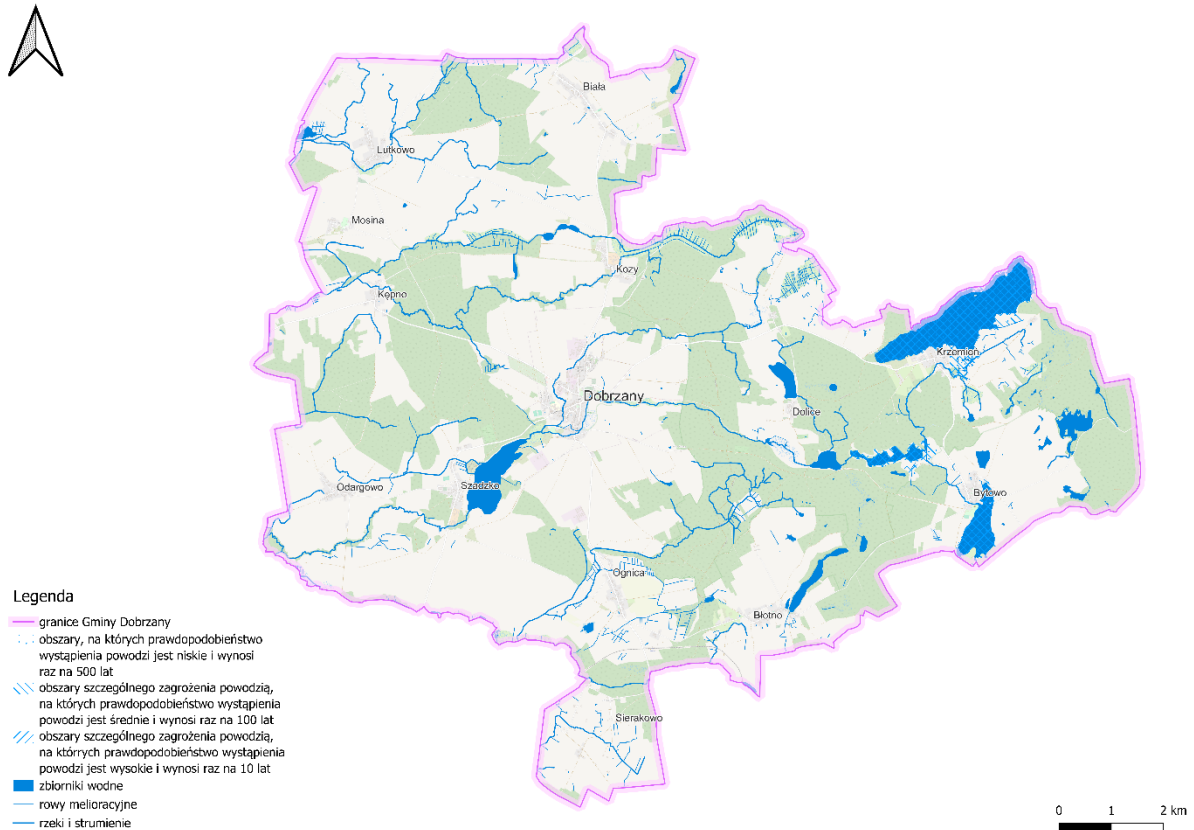 Biała
Lutkowo
Mosina
Kozy
Kępno
Krzemień
Dobrzany
Dolice
Odargowo
Szadzko
Bytowo
Ognica
Błotno
Sierakowo
Legenda
granice Gminy Dobrzany
obszary, na których prawdopodobieństwo
wystąpienia powodzi jest niskie i wynosi
raz na 500 lat
obszary szczególnego zagrożenia powodzią,
na których prawdopodobieństwo wystąpienia
powodzi jest średnie i wynosi raz na 100 lat
obszary szczególnego zagrożenia powodzią,
na którrych prawdopodobieństwo wystąpienia
powodzi jest wysokie i wynosi raz na 10 lat
zbiorniki wodne
rowy melioracyjne
rzeki i strumienie
0 1 2 km